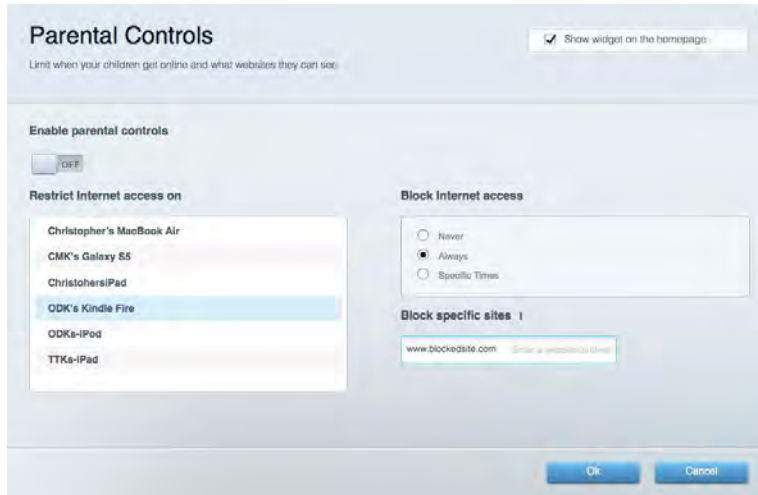 Parental Controls
Show widget on the homepage
Limit when your children get online and what websites they can see.
Enable parental controls
OFF
Restrict Internet access on
Christopher's MacBook Air
CMK's Galaxy S5
ChristohersiPad
ODK's Kindle Fire
ODKs-iPod
TTKs-iPad
Block Internet access
Never
Always
Specific Times
Block specific sites
www.blockedsite.com Enter a
Ok
Cancel